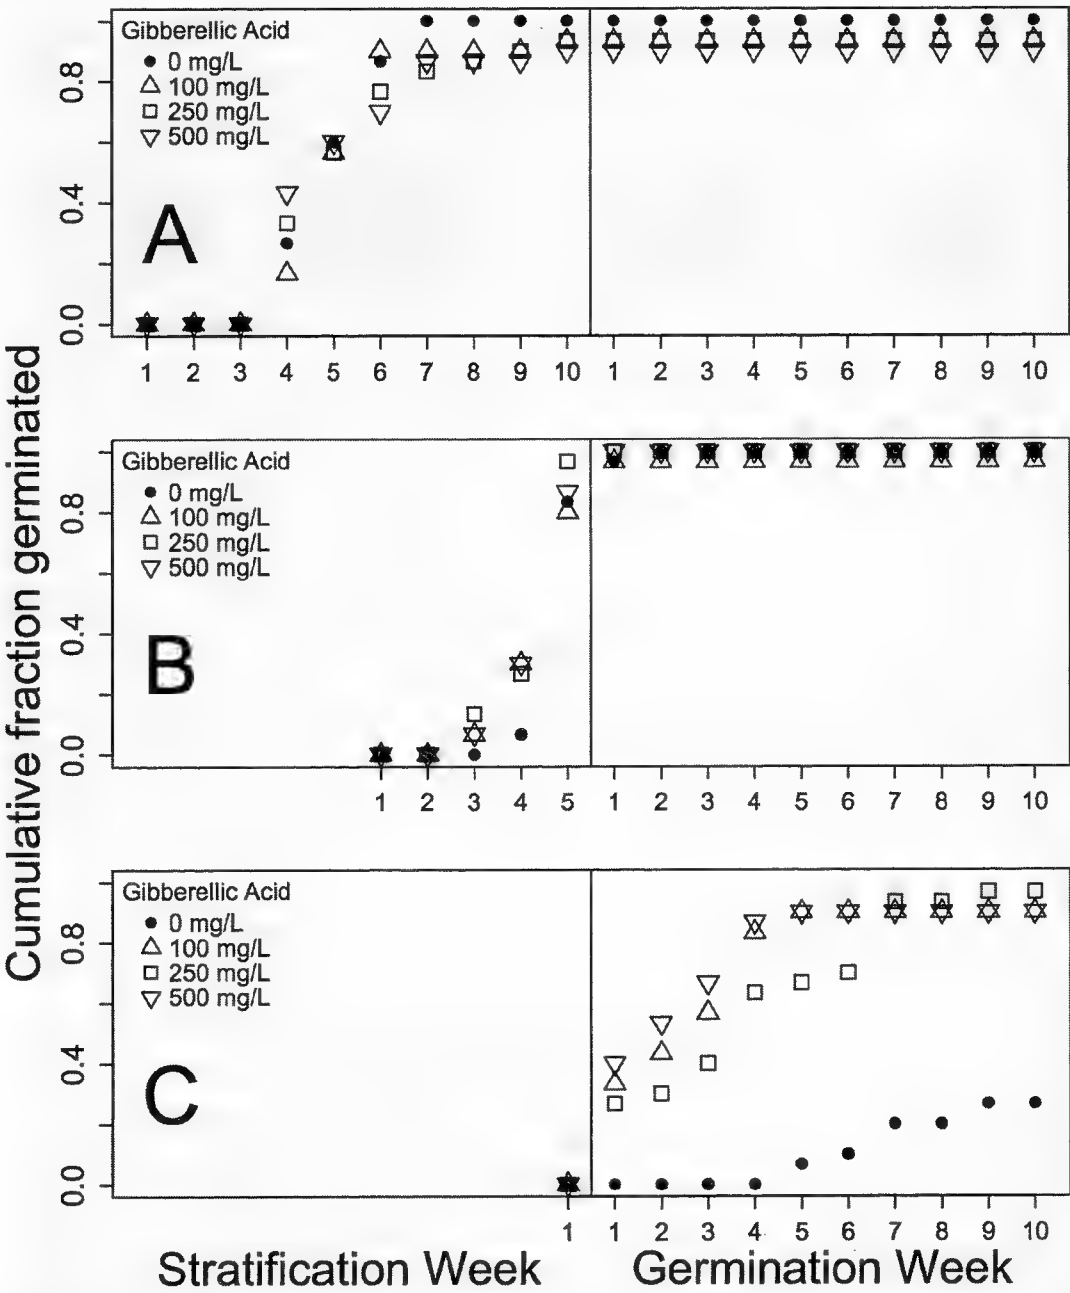 Cumulative fraction germinated
Gibberellic Acid
0 mg/L
100 mg/L
250 mg/L
500 mg/L
A
0.8
0.4
0.0
1 2 3 4 5 6 7 8 9 10 1 2 3 4 5 6 7 8 9 10
Gibberellic Acid
0 mg/L
100 mg/L
250 mg/L
500 mg/L
B
0.8
0.4
0.0
1 2 3 4 5 1 2 3 4 5 6 7 8 9 10
Gibberellic Acid
0 mg/L
100 mg/L
250 mg/L
500 mg/L
C
0.8
0.4
0.0
1 1 2 3 4 5 6 7 8 9 10
Stratification Week Germination Week